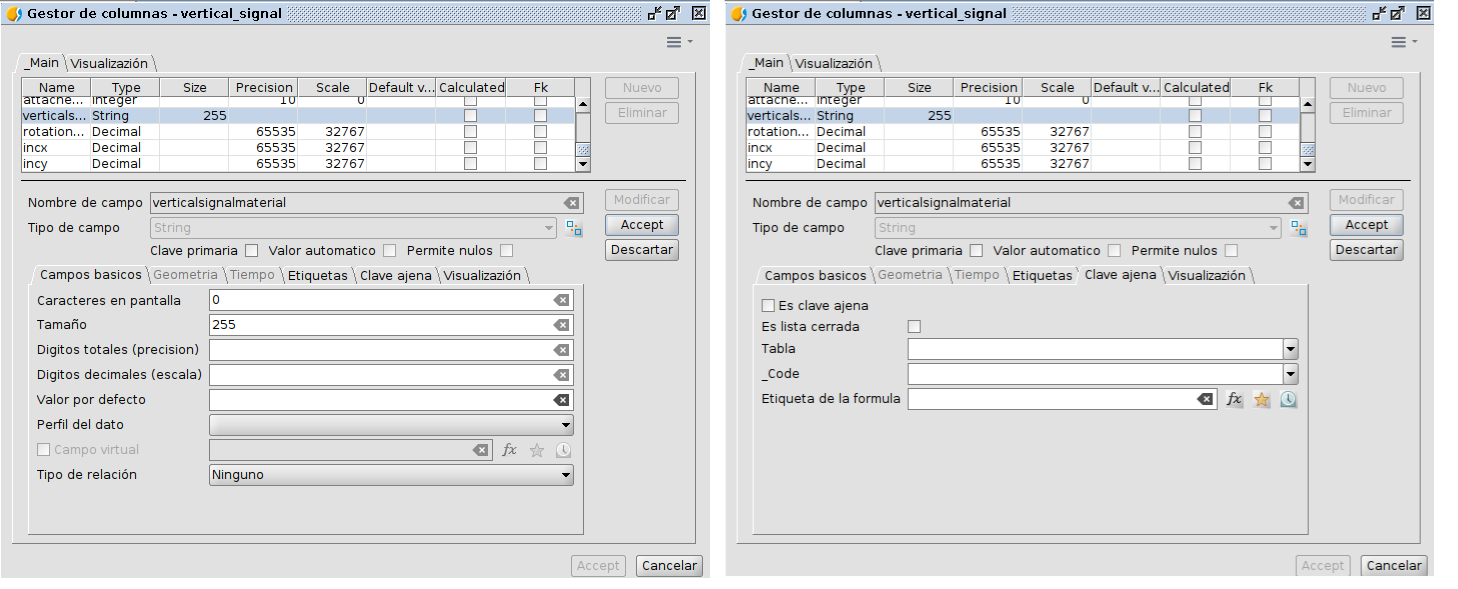 Gestor de columnas - vertical_signal
_Main Visualización
Name Type Size Precision Scale Default v... Calculated Fk
attache... Integer 10 0
verticals... String 255
rotation... Decimal 65535 32767
incx Decimal 65535 32767
incy Decimal 65535 32767
Nuevo
Eliminar
Nombre de campo verticalsignalmaterial
Modificar
Tipo de campo String
Accept
Clave primaria Valor automatico Permite nulos
Descartar
Campos basicos Geometria Tiempo Etiquetas Clave ajena Visualización
Caracteres en pantalla 0
Tamaño 255
Digitos totales (precision)
Digitos decimales (escala)
Valor por defecto
Perfil del dato
Campo virtual fx
Tipo de relación Ninguno
Accept Cancelar
Gestor de columnas - vertical_signal
_Main Visualización
Name Type Size Precision Scale Default v... Calculated Fk
attache... Integer 10 0
verticals... String 255
rotation... Decimal 65535 32767
incx Decimal 65535 32767
incy Decimal 65535 32767
Nuevo
Eliminar
Nombre de campo verticalsignalmaterial
Modificar
Tipo de campo String
Accept
Clave primaria Valor automatico Permite nulos
Descartar
Campos basicos Geometria Tiempo Etiquetas Clave ajena Visualización
Es clave ajena
Es lista cerrada
Tabla
_Code
Etiqueta de la formula fx
Accept Cancelar